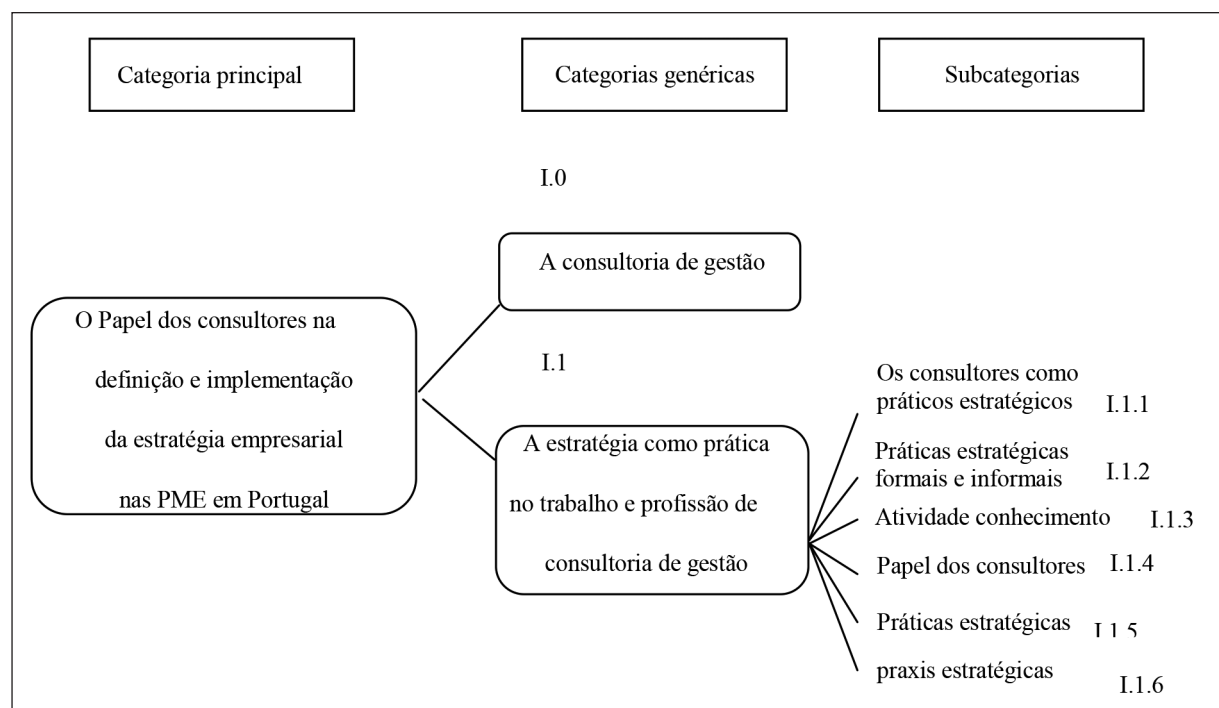 Categoria principal
Categorias genéricas
Subcategorias
I.0
A consultoria de gestão
O Papel dos consultores na
definição e implementação
da estratégia empresarial
nas PME em Portugal
I.1
A estratégia como prática
no trabalho e profissão de
consultoria de gestão
Os consultores como
práticos estratégicos I.1.1
Práticas estratégicas
formais e informais I.1.2
Atividade conhecimento I.1.3
Papel dos consultores I.1.4
Práticas estratégicas I.1.5
praxis estratégicas I.1.6